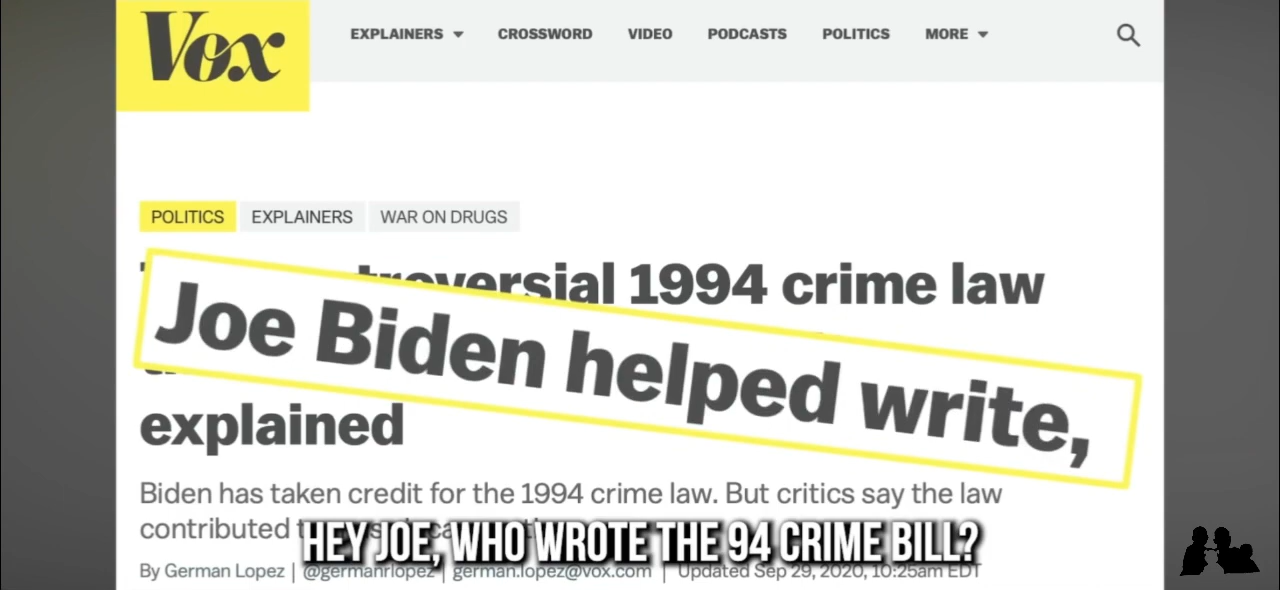 Vox
EXPLAINERS CROSSWORD VIDEO PODCASTS POLITICS MORE
POLITICS EXPLAINERS WAR ON DRUGS
1994 crime law
Joe Biden helped write,
explained
Biden has taken credit for the 1994 crime law. But critics say the law
contributed
HEY JOE, WHO WROTE THE 94 CRIME BILL?
By German Lopez | @germanrlopez | german.lopez@vox.com | Updated Sep 29, 2020, 10:25am EDT